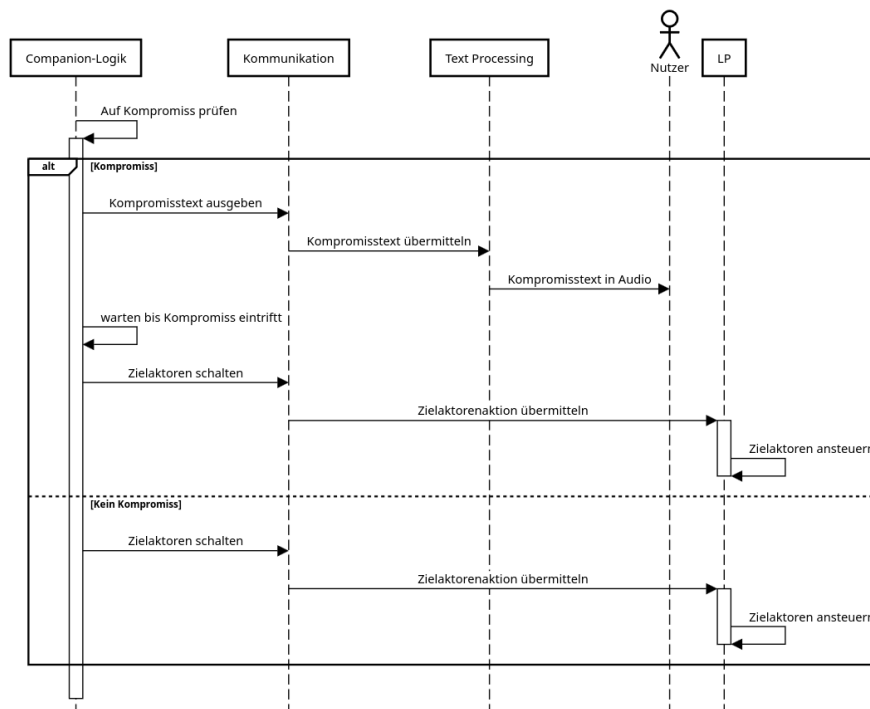 Companion-Logik
Kommunikation
Text Processing
Nutzer
LP
Auf Kompromiss prüfen
alt
[Kompromiss]
Kompromisstext ausgeben
Kompromisstext übermitteln
Kompromisstext in Audio
warten bis Kompromiss eintriftt
Zielaktoren schalten
Zielaktorenaktion übermitteln
Zielaktoren ansteuern
[Kein Kompromiss]
Zielaktoren schalten
Zielaktorenaktion übermitteln
Zielaktoren ansteuern